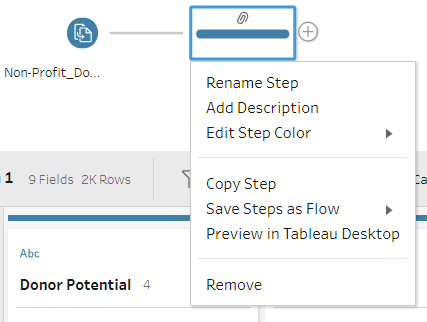 Non-Profit_Do...
Rename Step
Add Description
Edit Step Color
1 9 Fields 2K Rows
Copy Step
Save Steps as Flow
Preview in Tableau Desktop
Abc
Donor Potential 4
Remove